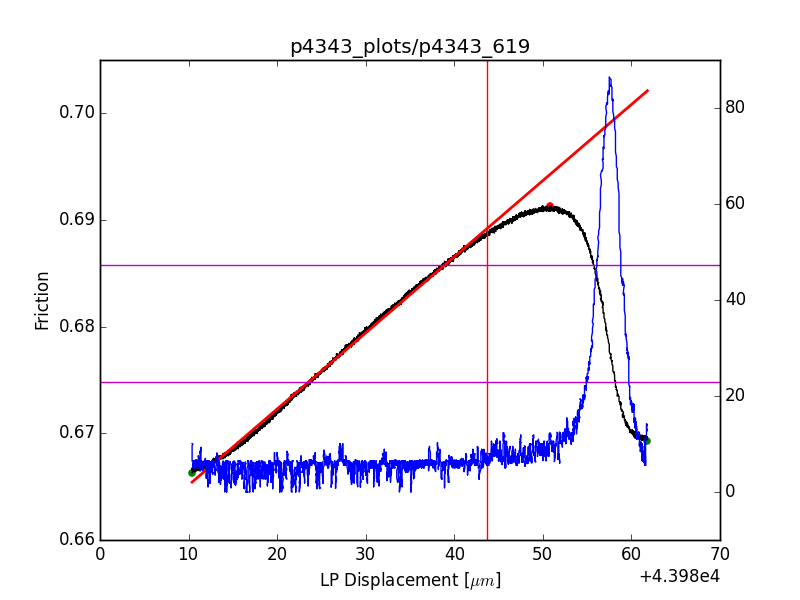 p4343_plots/p4343_619
0.70
0.69
0.68
0.67
0.66
Friction
80
60
40
20
0
0 10 20 30 40 50 60 70
LP Displacement [μm]
+4.398e4